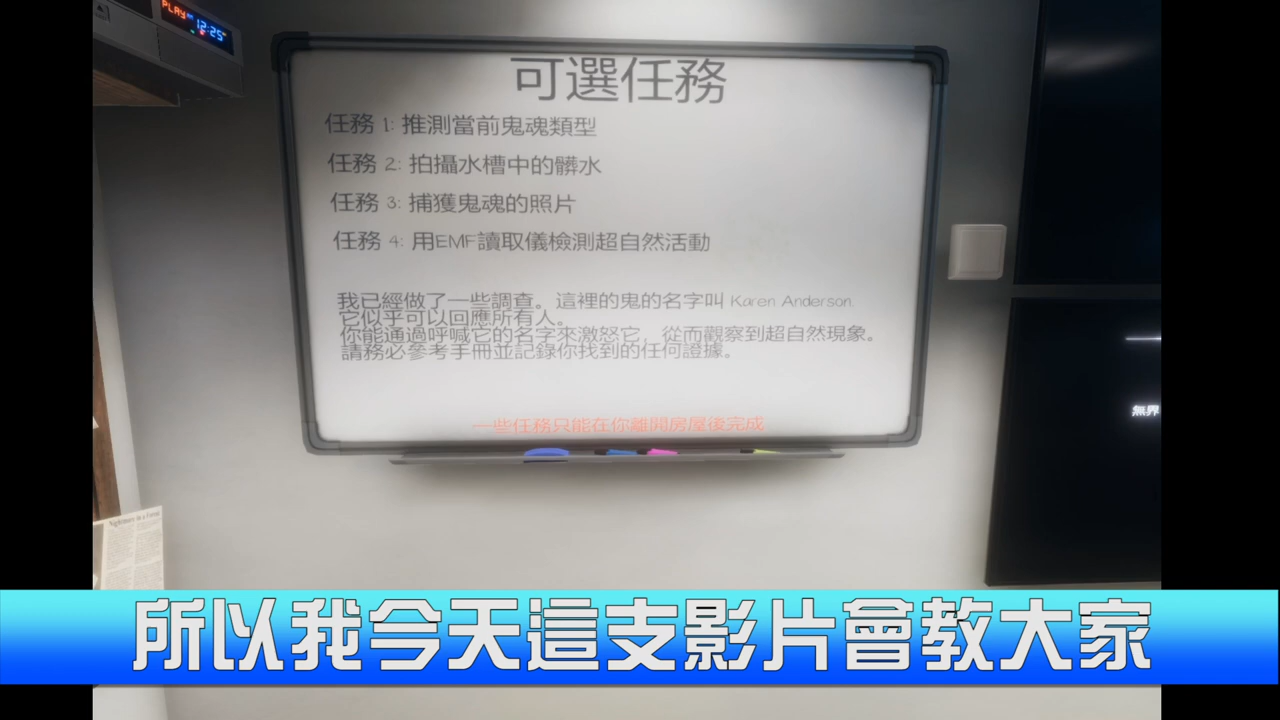 PLAY
12:25
可選任務
任務 1: 推測當前鬼魂類型
任務 2: 拍攝水槽中的髒水
任務 3: 捕獲鬼魂的照片
任務 4: 用EMF讀取儀檢測超自然活動
我已經做了一些調查。這裡的鬼的名字叫 Karen Anderson.
它似乎可以回應所有人。
你能通過呼喊它的名字來激怒它，從而觀察到超自然現象。
請務必參考手冊並記錄你找到的任何證據。
一些任務只能在你離開房屋後完成
無界
所以我今天這支影片會教大家